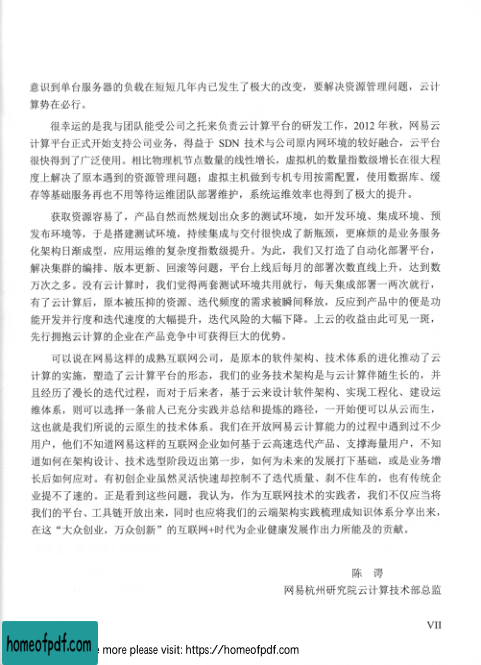 意识到单台服务器的负载在短短几年内已发生了极大的改变，要解决资源管理问题，云计
算势在必行。
很幸运的是我与团队能受公司之托来负责云计算平台的研发工作，2012 年秋，网易云
计算平台正式开始支持公司业务，得益于 SDN 技术与公司原内网环境的较好融合，云平台
很快得到了广泛使用。相比物理机节点数量的线性增长，虚拟机的数量指数级增长在很大程
度上解决了原本遇到的资源管理问题；虚拟主机做到专机专用按需配置，使用数据库、缓
存等基础服务再也不用等待运维团队部署维护，系统运维效率也得到了极大的提升。
获取资源容易了，产品自然而然规划出众多的测试环境，如开发环境、集成环境、预
发布环境等，于是搭建测试环境，持续集成与交付很快成了新瓶颈，更麻烦的是业务服务
化架构日渐成型，应用运维的复杂度指数级提升。为此，我们又打造了自动化部署平台，
解决集群的编排、版本更新、回滚等问题，平台上线后每月的部署次数直线上升，达到数
万次之多。没有云计算时，我们觉得两套测试环境共用就行，每天集成部署一两次就行，
有了云计算后，原本被压抑的资源、迭代频度的需求被瞬间释放，反应到产品中的便是功
能开发并行度和迭代速度的大幅提升，迭代风险的大幅下降。上云的收益由此可见一斑，
先行拥抱云计算的企业在产品竞争中可获得巨大的优势。
可以说在网易这样的成熟互联网公司，是原本的软件架构、技术体系的进化推动了云
计算的实施，塑造了云计算平台的形态，我们的业务技术架构是与云计算伴随生长的，并
且经历了漫长的迭代过程，而对于后来者，基于云来设计软件架构、实现工程化、建设运
维体系，则可以选择一条前人已充分实践并总结和提炼的路径，一开始便可以从云而生，
这也就是我们所说的云原生的技术体系。我们在开放网易云计算能力的过程中遇到过不少
用户，他们不知道网易这样的互联网企业如何基于云高速迭代产品、支撑海量用户，不知
道如何在架构设计、技术选型阶段迈出第一步，如何为未来的发展打下基础，或是业务增
长后如何应对。有初创企业虽然灵活快速却控制不了迭代质量、刹不住车的，也有传统企
业提不了速的。正是看到这些问题，我认为，作为互联网技术的实践者，我们不仅应当将
我们的平台、工具链开放出来，同时也应将我们的云端架构实践梳理成知识体系分享出来，
在这“大众创业，万众创新”的互联网+时代为企业健康发展作出力所能及的贡献。
陈 谔
网易杭州研究院云计算技术部总监
VII
homeofpdf.com
e more please visit: https://homeofpdf.com